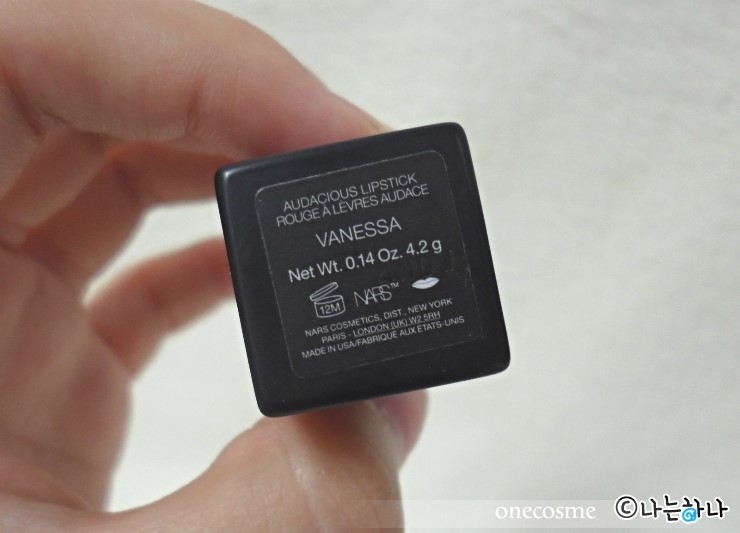 AUDACIOUS LIPSTICK
ROUGE À LEVRES AUDACE
VANESSA
Net Wt. 0.14 Oz. 4.2 g
12M NARS™
NARS COSMETICS, DIST., NEW YORK
PARIS - LONDON (UK) W2 5RH
MADE IN USA/FABRIQUÉ AUX ETATS-UNIS
onecosme ©나는하나